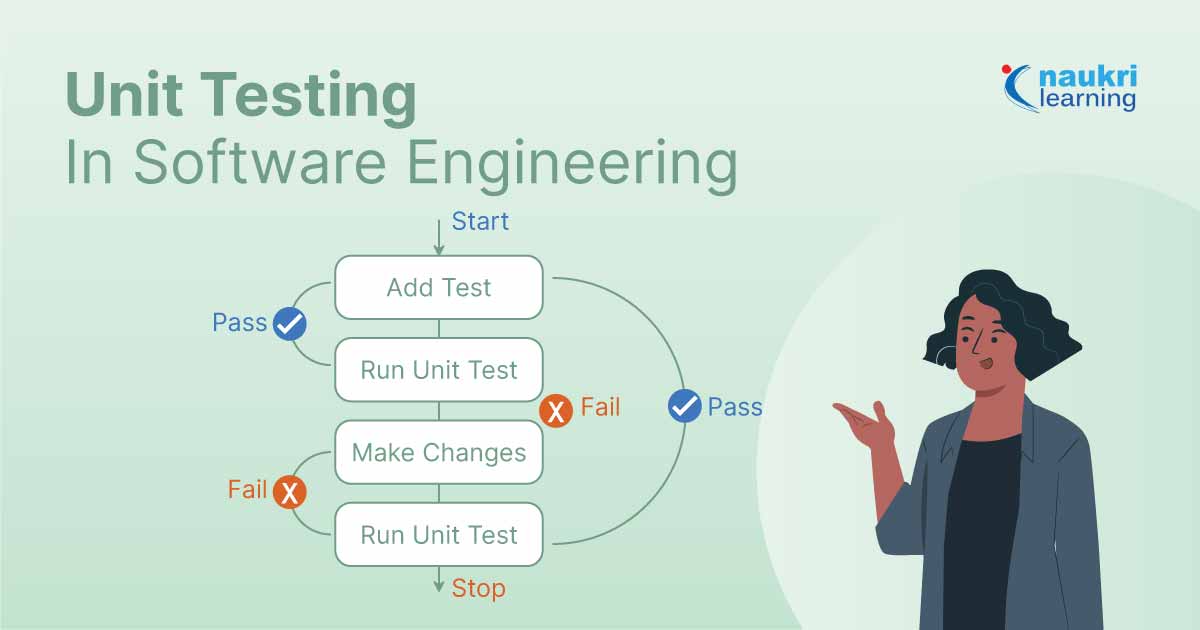 Unit Testing
In Software Engineering
naukri
learning
Start
Add Test
Pass
Run Unit Test
Fail
Pass
Make Changes
Fail
Run Unit Test
Stop